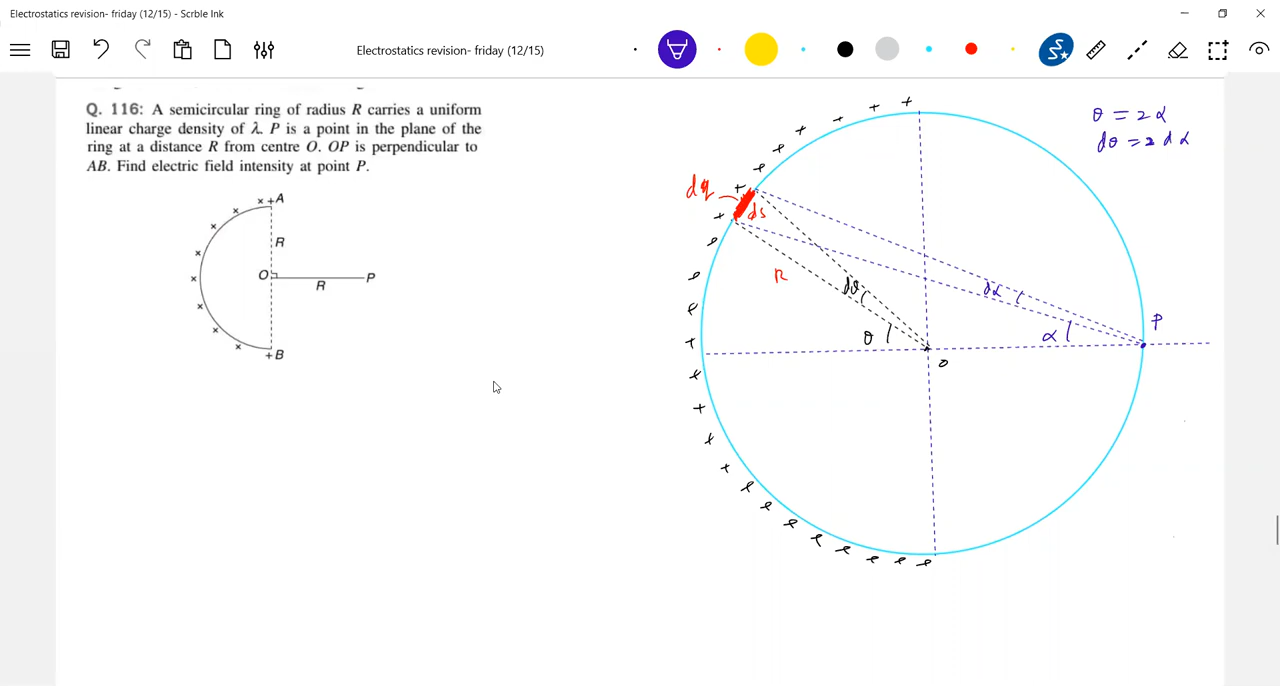 Electrostatics revision- friday (12/15) - Scrble Ink
Electrostatics revision- friday (12/15)
Q. 116: A semicircular ring of radius R carries a uniform
linear charge density of λ. P is a point in the plane of the
ring at a distance R from centre O. OP is perpendicular to
AB. Find electric field intensity at point P.
+A
R
O
P
R
+B
θ = 2α
dθ = 2dα
dq
ds
R
dθ
dα
θ
α
P
O